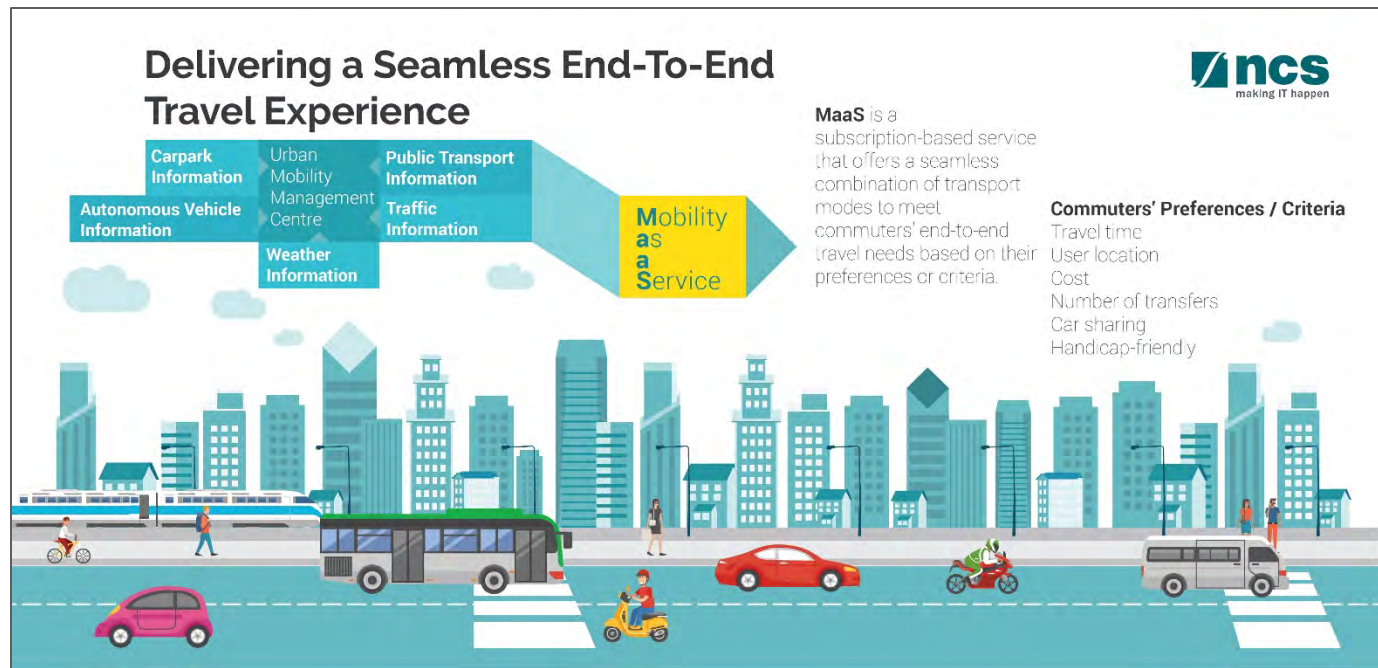 Delivering a Seamless End-To-End
Travel Experience
ncs
making IT happen
Carpark
Information
Urban
Mobility
Management
Centre
Public Transport
Information
Autonomous Vehicle
Information
Traffic
Information
Weather
Information
Mobility
as
a
Service
MaaS is a
subscription-based service
that offers a seamless
combination of transport
modes to meet
commuters' end-to-end
travel needs based on their
preferences or criteria.
Commuters' Preferences / Criteria
Travel time
User location
Cost
Number of transfers
Car sharing
Handicap-friendly